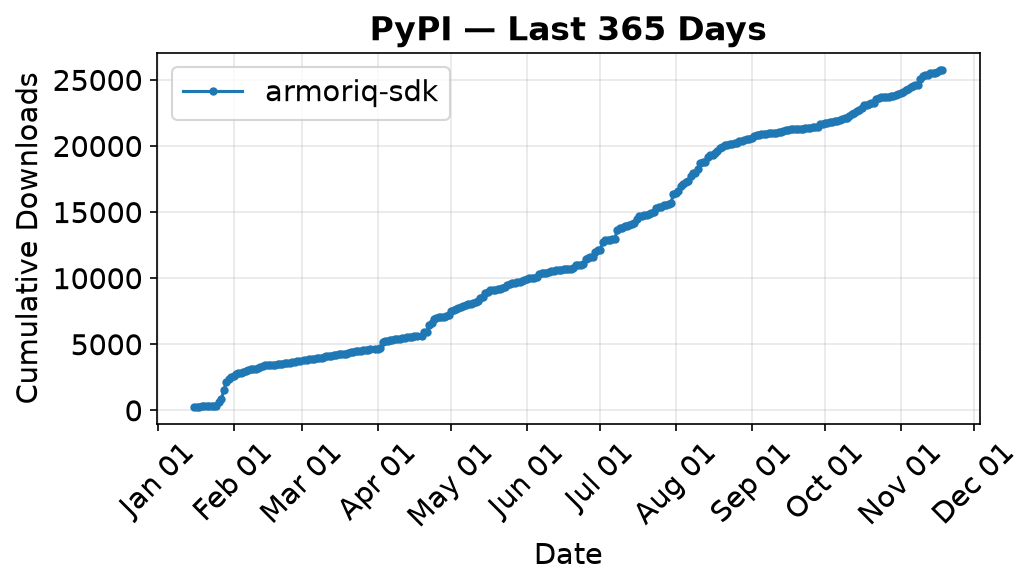 PyPI — Last 365 Days
armoriq-sdk
Cumulative Downloads
25000
20000
15000
10000
5000
0
Jan 01
Feb 01
Mar 01
Apr 01
May 01
Jun 01
Jul 01
Aug 01
Sep 01
Oct 01
Nov 01
Dec 01
Date